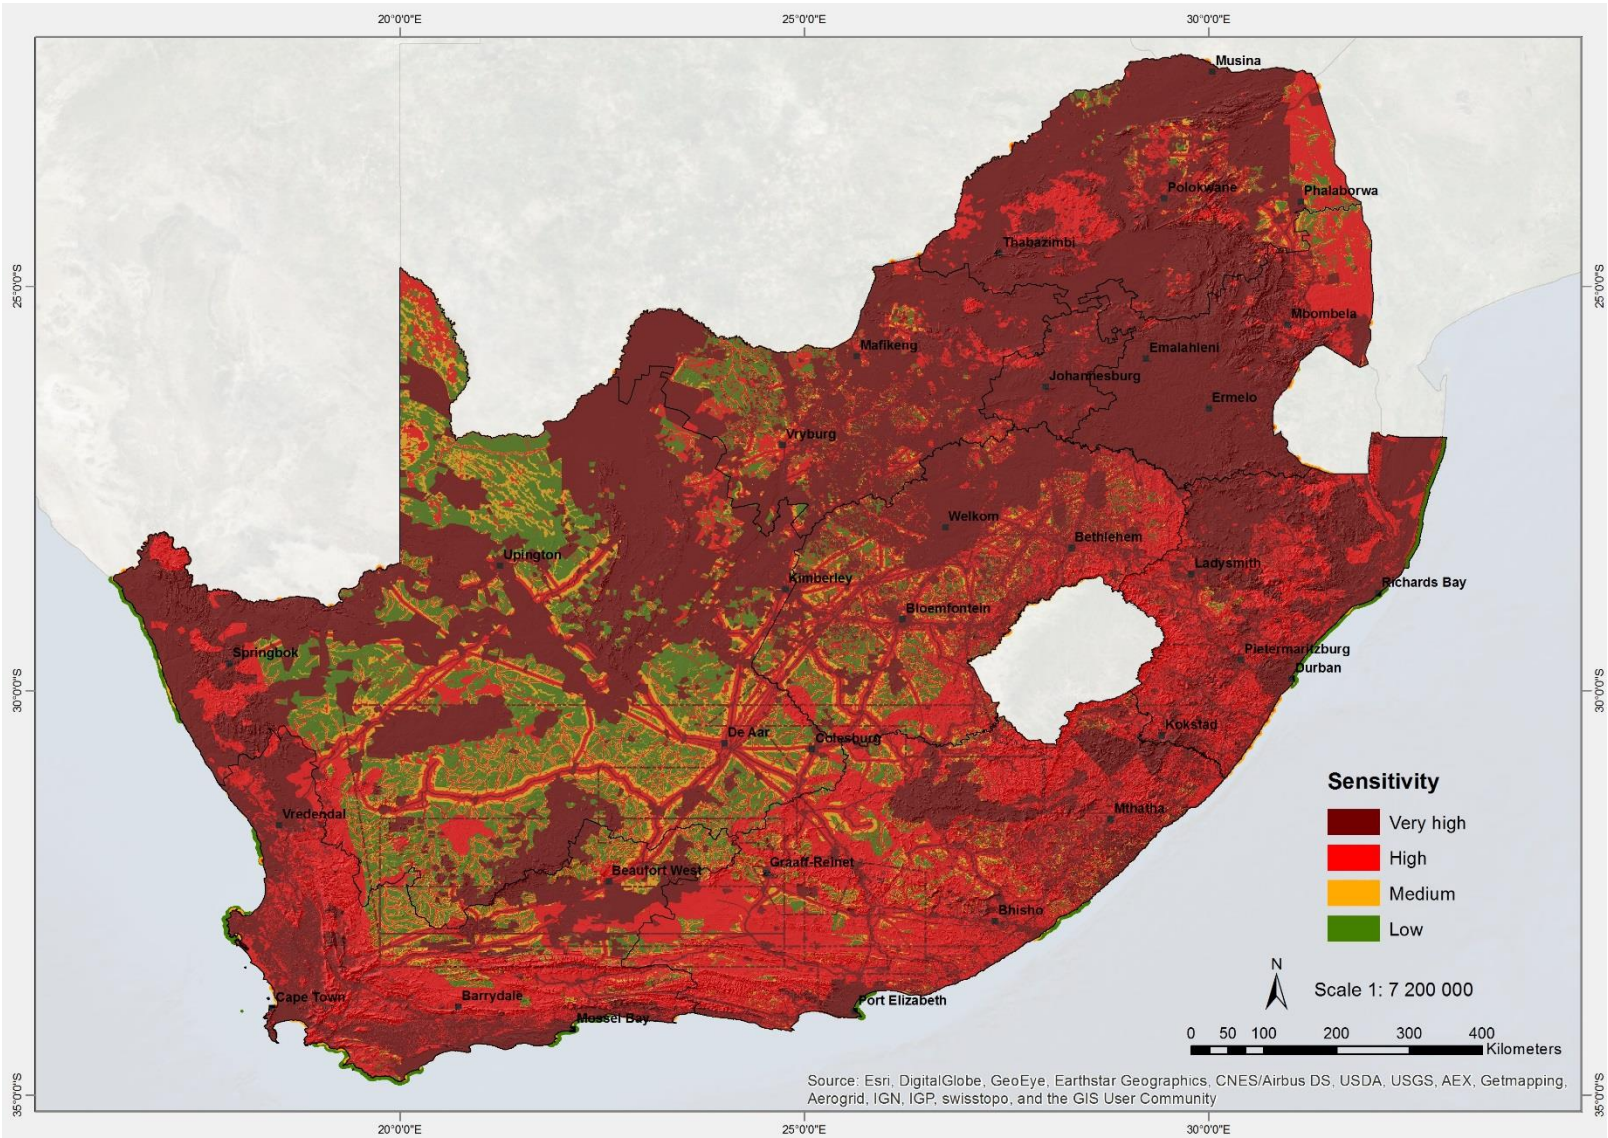 20°0'0"E 25°0'0"E 30°0'0"E
Musina
Polokwane
Phalaborwa
Thabazimbi
25°0'0"S 25°0'0"S
Mbombela
Mafikeng
Emalahleni
Johannesburg
Ermelo
Vryburg
Welkom
Bethlehem
Upington
Ladysmith
Kimberley
Richards Bay
Bloemfontein
Springbok
Pietermaritzburg
Durban
30°0'0"S 30°0'0"S
Kokstad
De Aar
Colesburg
Sensitivity
Mthatha
Vredendal
Very high
High
Graaff-Reinet
Beaufort West
Medium
Bhisho
Low
N
Scale 1: 7 200 000
Cape Town
Barrydale
Port Elizabeth
Mossel Bay
0 50 100 200 300 400
Kilometers
Source: Esri, DigitalGlobe, GeoEye, Earthstar Geographics, CNES/Airbus DS, USDA, USGS, AEX, Getmapping,
Aerogrid, IGN, IGP, swisstopo, and the GIS User Community
35°0'0"S 35°0'0"S
20°0'0"E 25°0'0"E 30°0'0"E